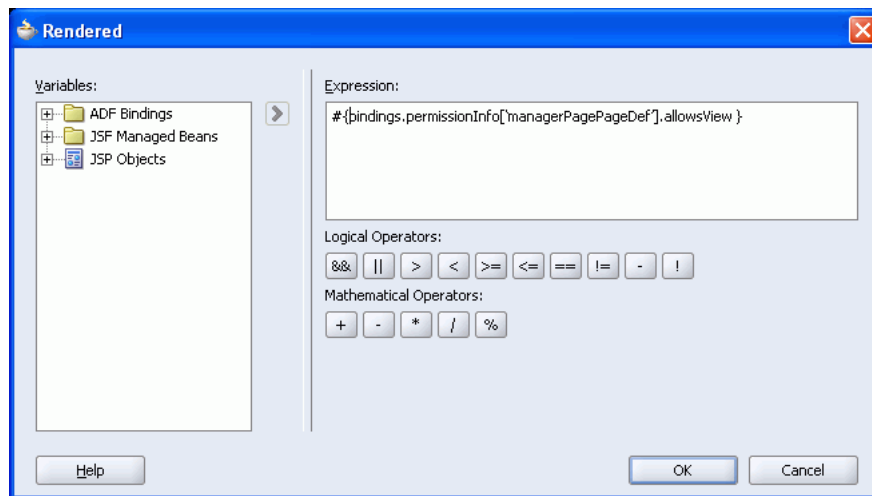 Rendered
Variables:
ADF Bindings
JSF Managed Beans
JSP Objects
Expression:
#{bindings.permissionInfo['managerPagePageDef'].allowsView }
Logical Operators:
&& || > < >= <= == != - !
Mathematical Operators:
+ - * / %
Help
OK Cancel